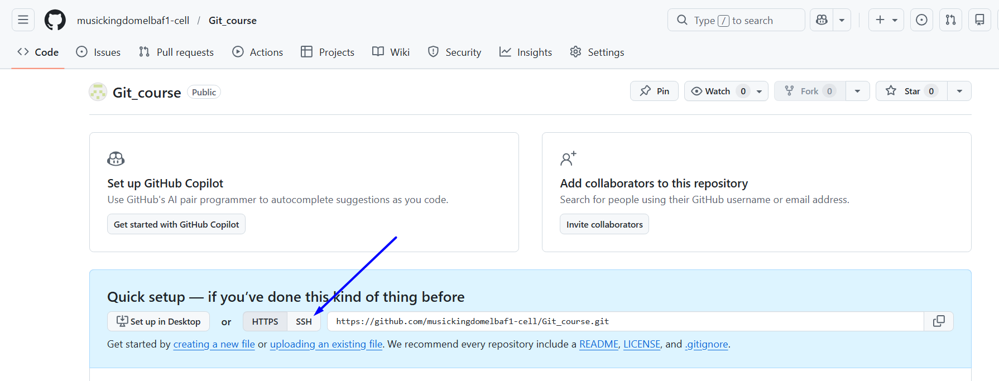 musickingdomelbaf1-cell / Git_course
Type / to search
Code Issues Pull requests Actions Projects Wiki Security Insights Settings
Git_course Public
Pin Watch 0 Fork 0 Star 0
Set up GitHub Copilot
Use GitHub's AI pair programmer to autocomplete suggestions as you code.
Get started with GitHub Copilot
Add collaborators to this repository
Search for people using their GitHub username or email address.
Invite collaborators
Quick setup — if you’ve done this kind of thing before
Set up in Desktop or HTTPS SSH https://github.com/musickingdomelbaf1-cell/Git_course.git
Get started by creating a new file or uploading an existing file. We recommend every repository include a README, LICENSE, and .gitignore.